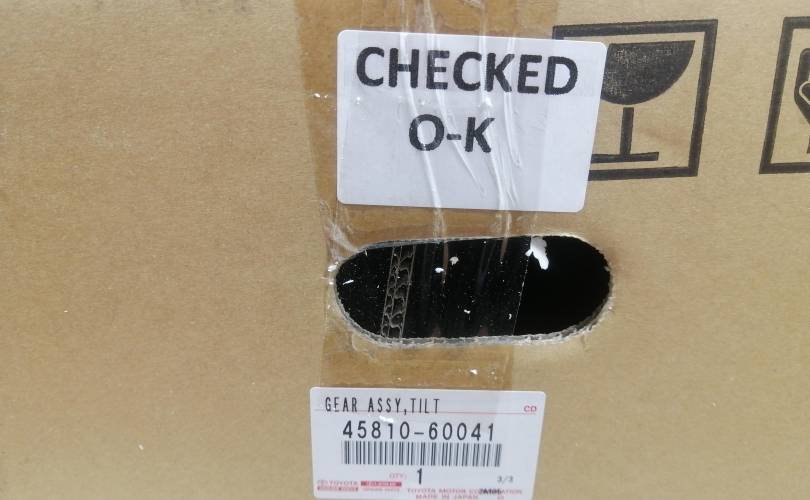 CHECKED
O-K
GEAR ASSY,TILT CD
45810-60041
QTY: 1 3/3
TOYOTA
TOYOTA MOTOR CORPORATION
MADE IN JAPAN